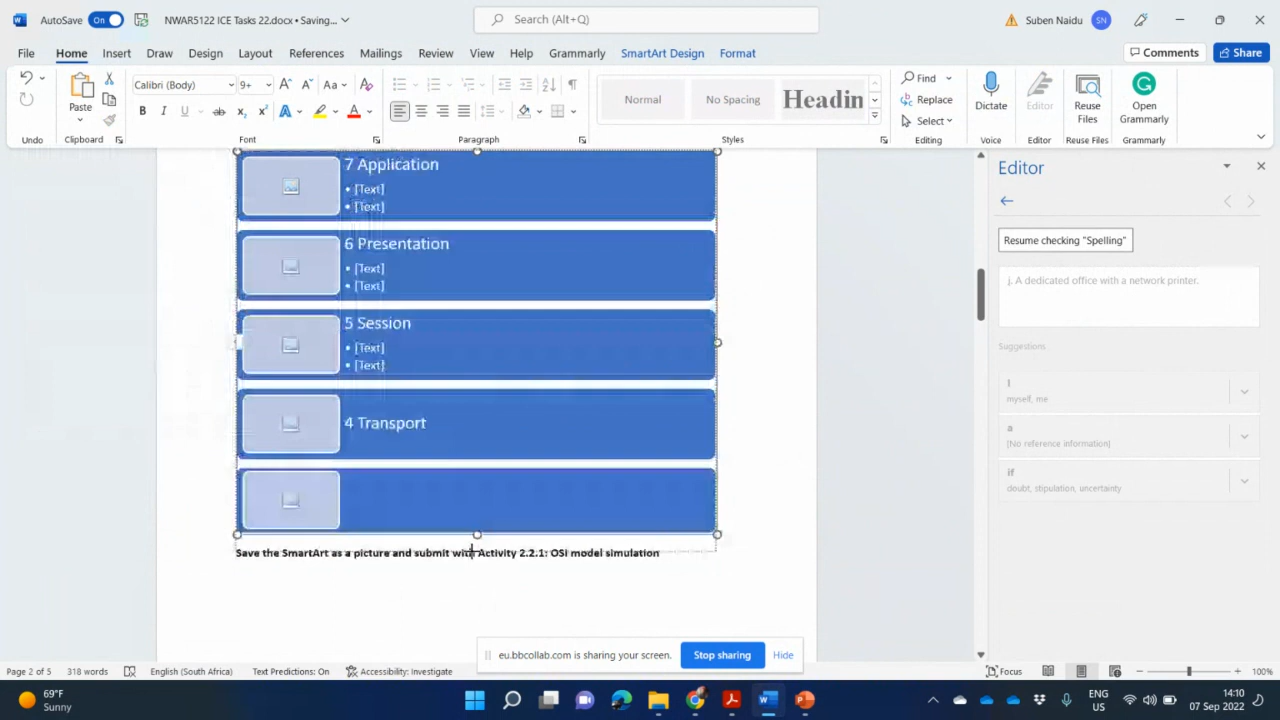 AutoSave On NWAR5122 ICE Tasks 22.docx • Saving... Search (Alt+Q) Suben Naidu SN
File Home Insert Draw Design Layout References Mailings Review View Help Grammarly SmartArt Design Format Comments Share
Paste Calibri (Body) 9+ Aa Normal No Spacing Headin Find Replace Select Dictate Editor Reuse Files Open Grammarly
Undo Clipboard Font Paragraph Styles Editing Voice Editor Reuse Files Grammarly
7 Application
• [Text]
• [Text]
6 Presentation
• [Text]
• [Text]
5 Session
• [Text]
• [Text]
4 Transport
Save the SmartArt as a picture and submit with Activity 2.2.1: OSI model simulation
Editor
Resume checking "Spelling"
j. A dedicated office with a network printer.
Suggestions
I
myself, me
a
[No reference information]
if
doubt, stipulation, uncertainty
eu.bbcollab.com is sharing your screen. Stop sharing Hide
Page 2 of 5 318 words English (South Africa) Text Predictions: On Accessibility: Investigate Focus 100%
69°F
Sunny
ENG
US
14:10
07 Sep 2022